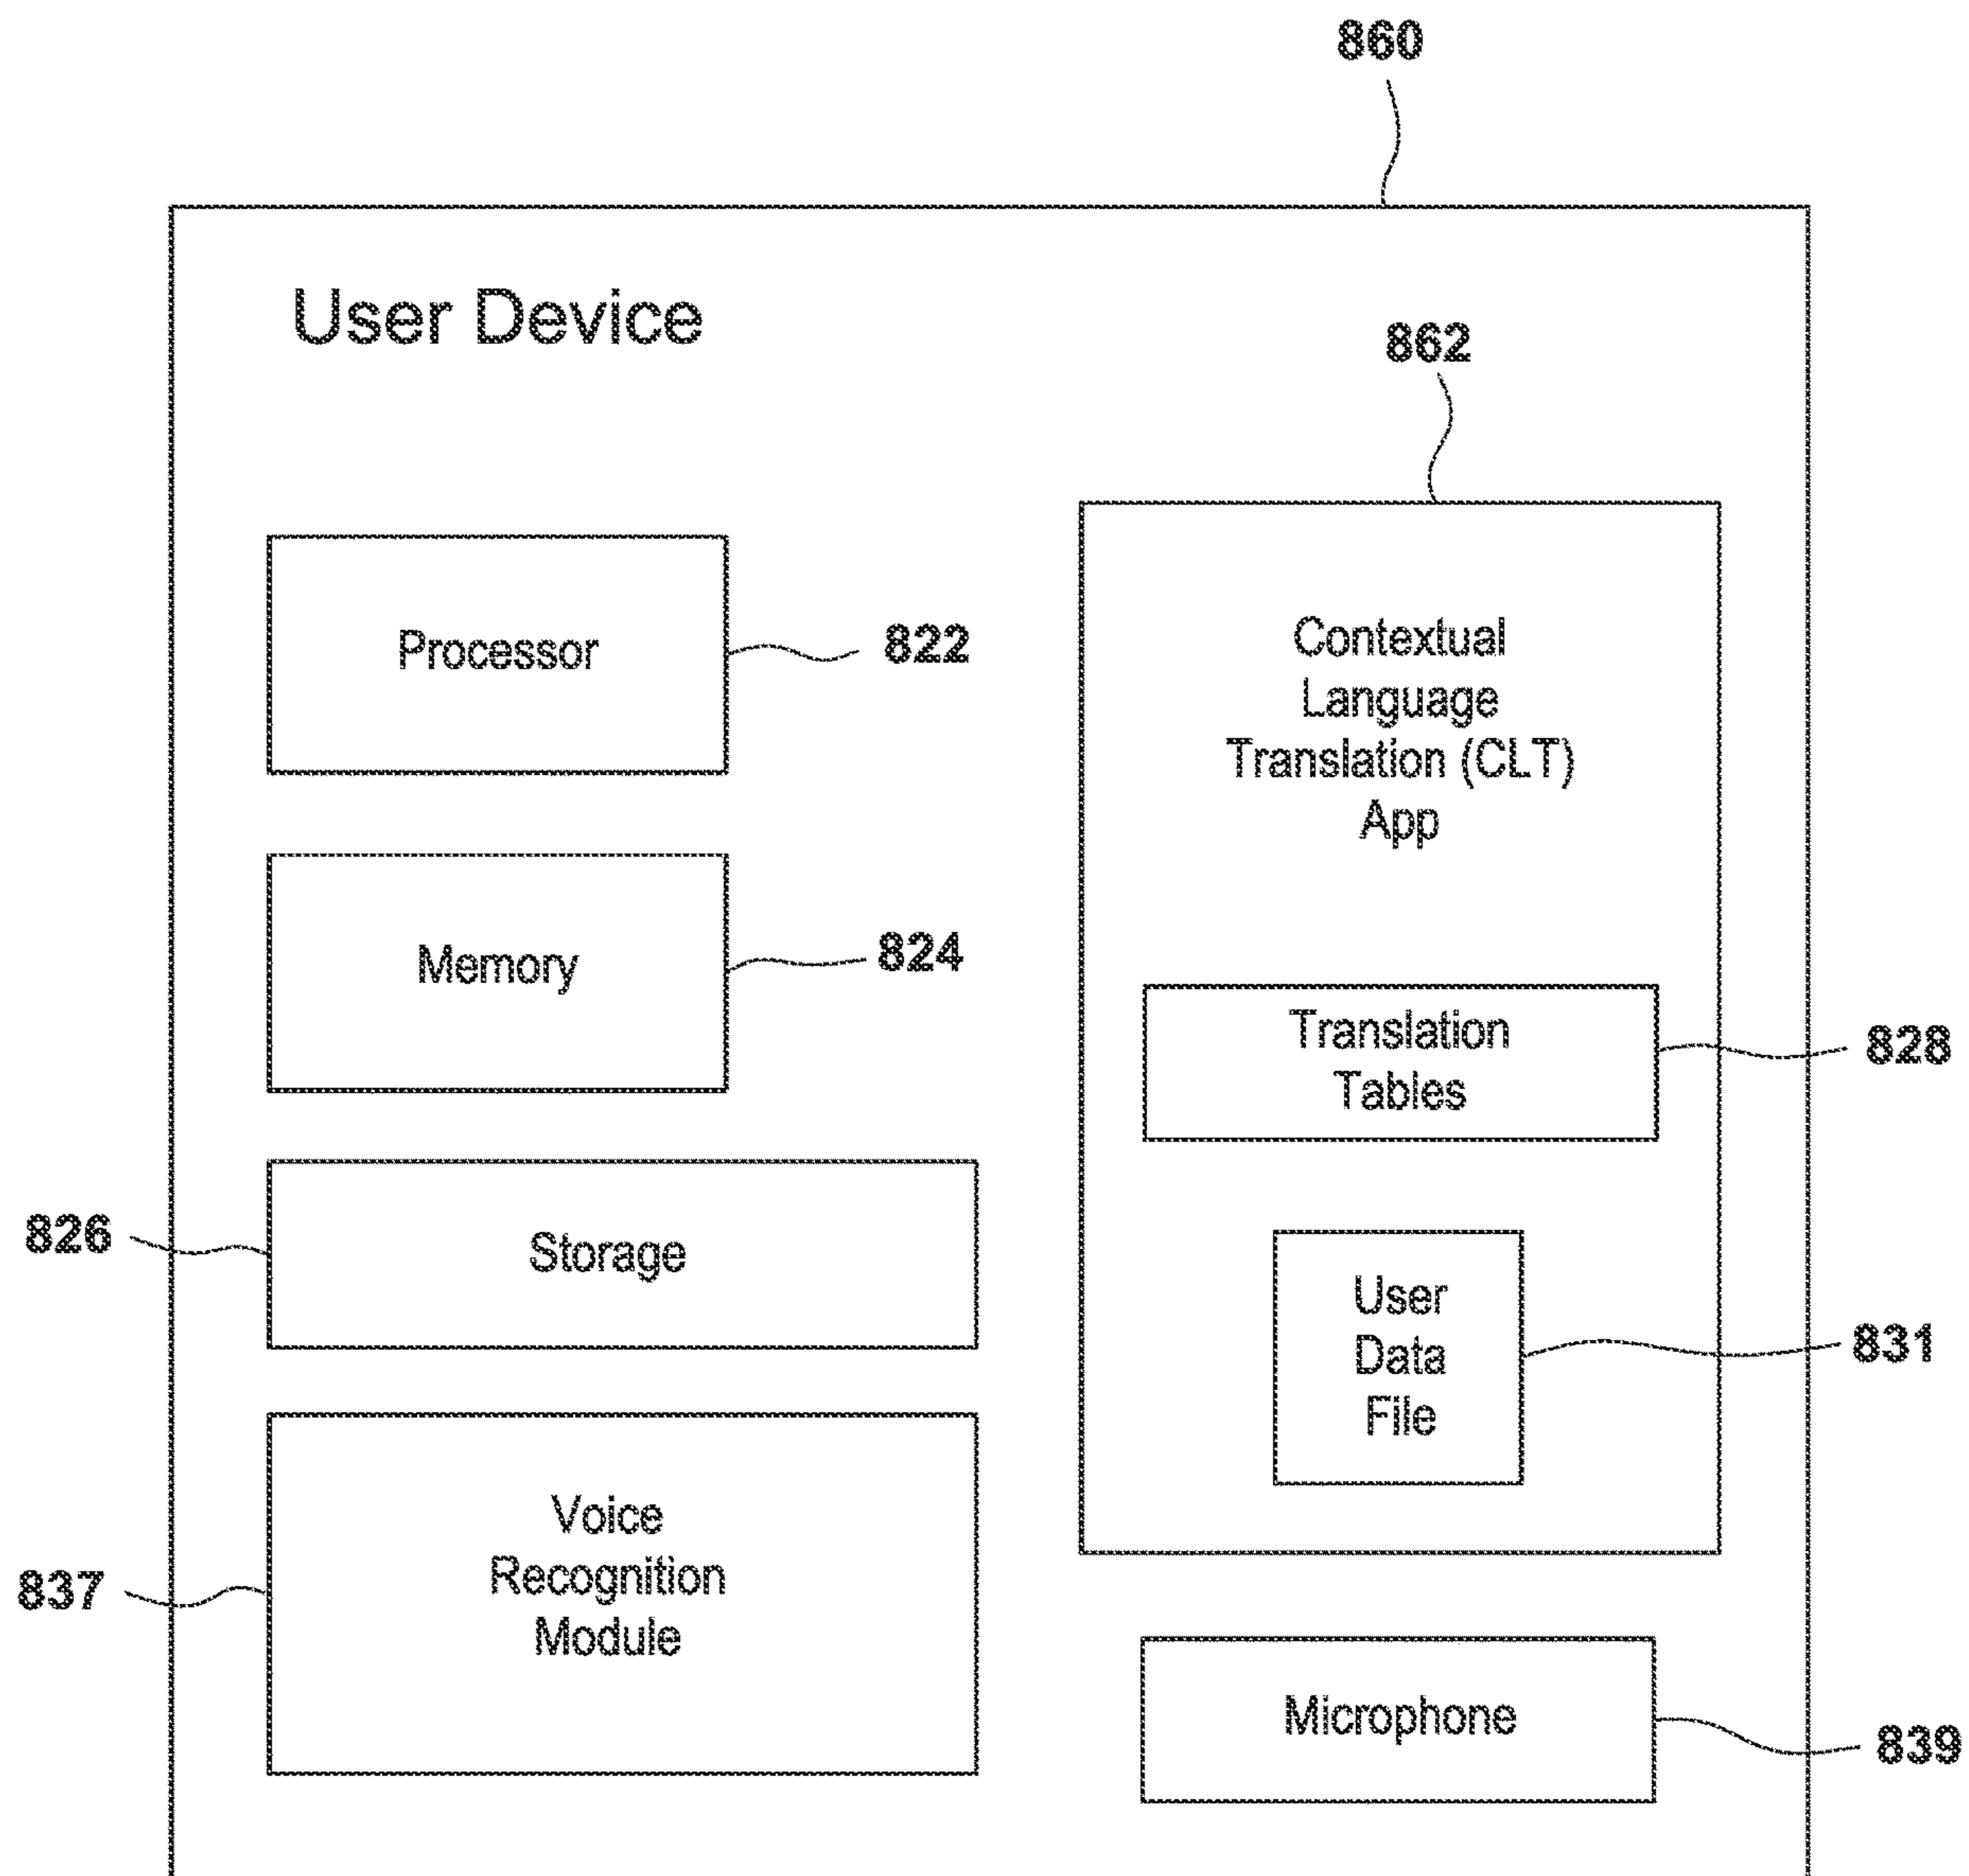 860
User Device
862
Processor
822
Contextual
Language
Translation (CLT)
App
Memory
824
Translation
Tables
828
826
Storage
User
Data
File
831
837
Voice
Recognition
Module
Microphone
839